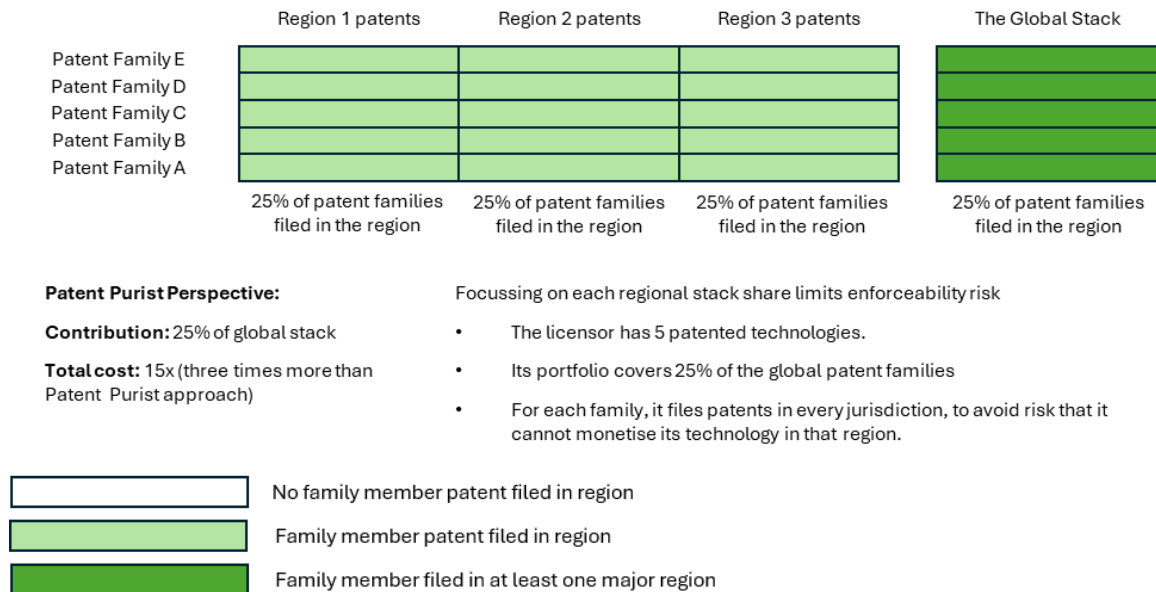 Region 1 patents
Region 2 patents
Region 3 patents
The Global Stack
Patent Family E
Patent Family D
Patent Family C
Patent Family B
Patent Family A
25% of patent families
filed in the region
25% of patent families
filed in the region
25% of patent families
filed in the region
25% of patent families
filed in the region
Patent Purist Perspective:
Contribution: 25% of global stack
Total cost: 15x (three times more than
Patent Purist approach)
Focussing on each regional stack share limits enforceability risk
• The licensor has 5 patented technologies.
• Its portfolio covers 25% of the global patent families
• For each family, it files patents in every jurisdiction, to avoid risk that it
cannot monetise its technology in that region.
No family member patent filed in region
Family member patent filed in region
Family member filed in at least one major region